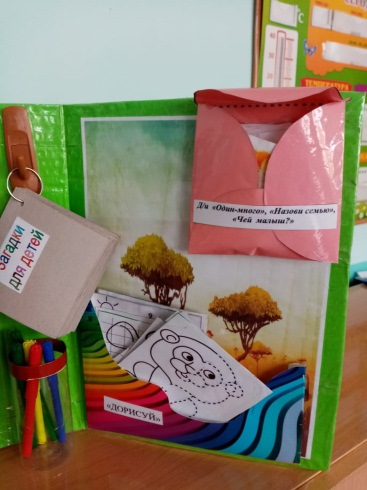 Д/и «Один-много», «Назови семью»,
«Чей малыш?»
Загадки
для детей
«ДОРИСУЙ»